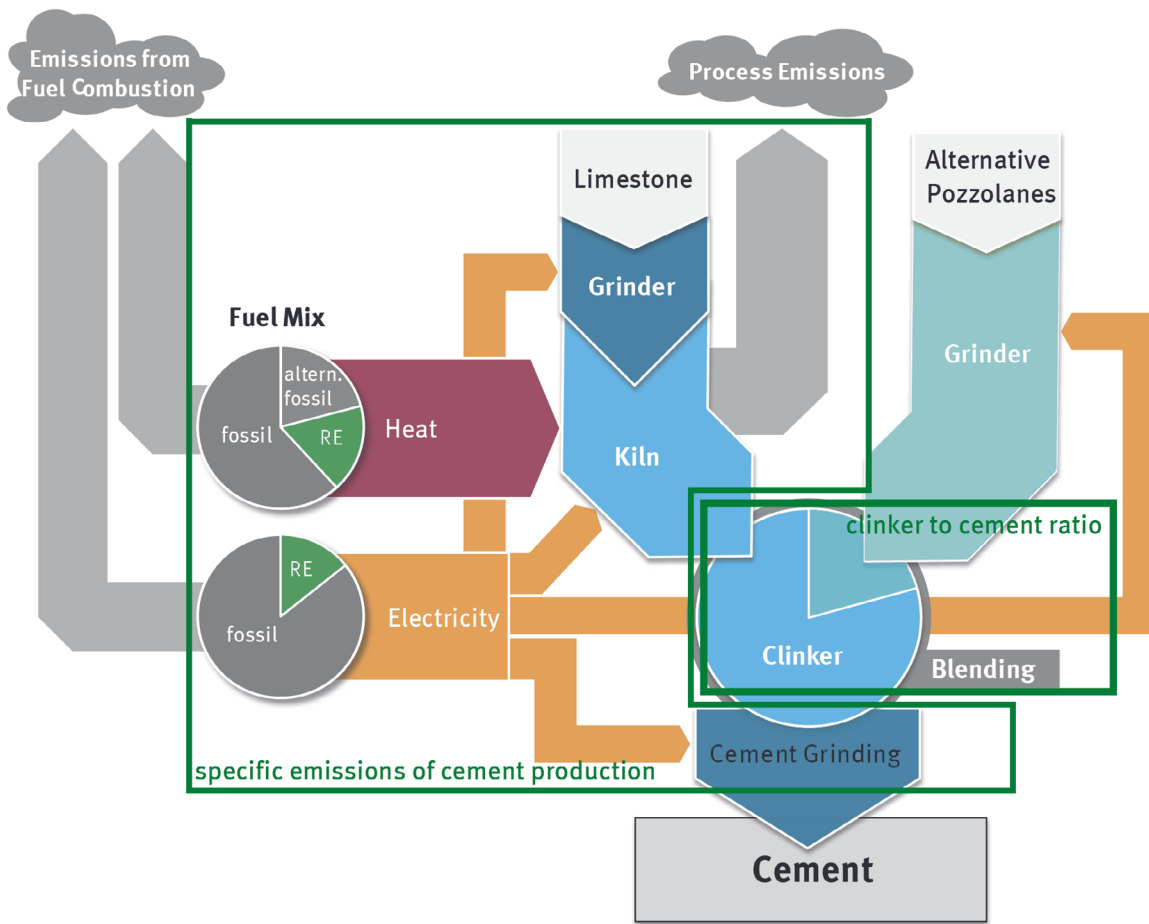 Emissions from
Fuel Combustion
Process Emissions
Limestone
Alternative
Pozzolanes
Grinder
Fuel Mix
Grinder
altern.
fossil
fossil
RE
Heat
Kiln
clinker to cement ratio
RE
fossil
Electricity
Clinker
Blending
Cement Grinding
specific emissions of cement production
Cement